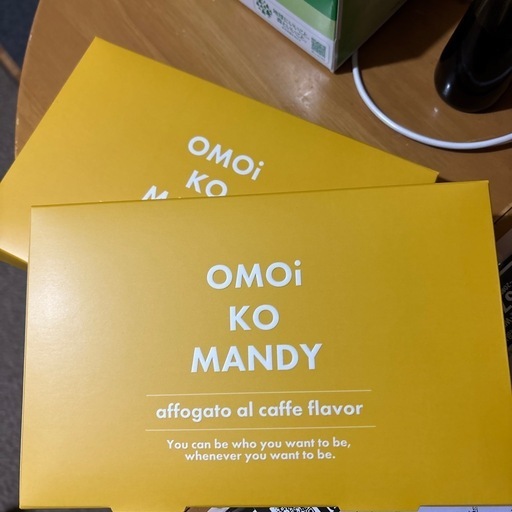 OMOi
KO
M
OMOi
KO
MANDY
affogato al caffe flavor
You can be who you want to be,
whenever you want to be.